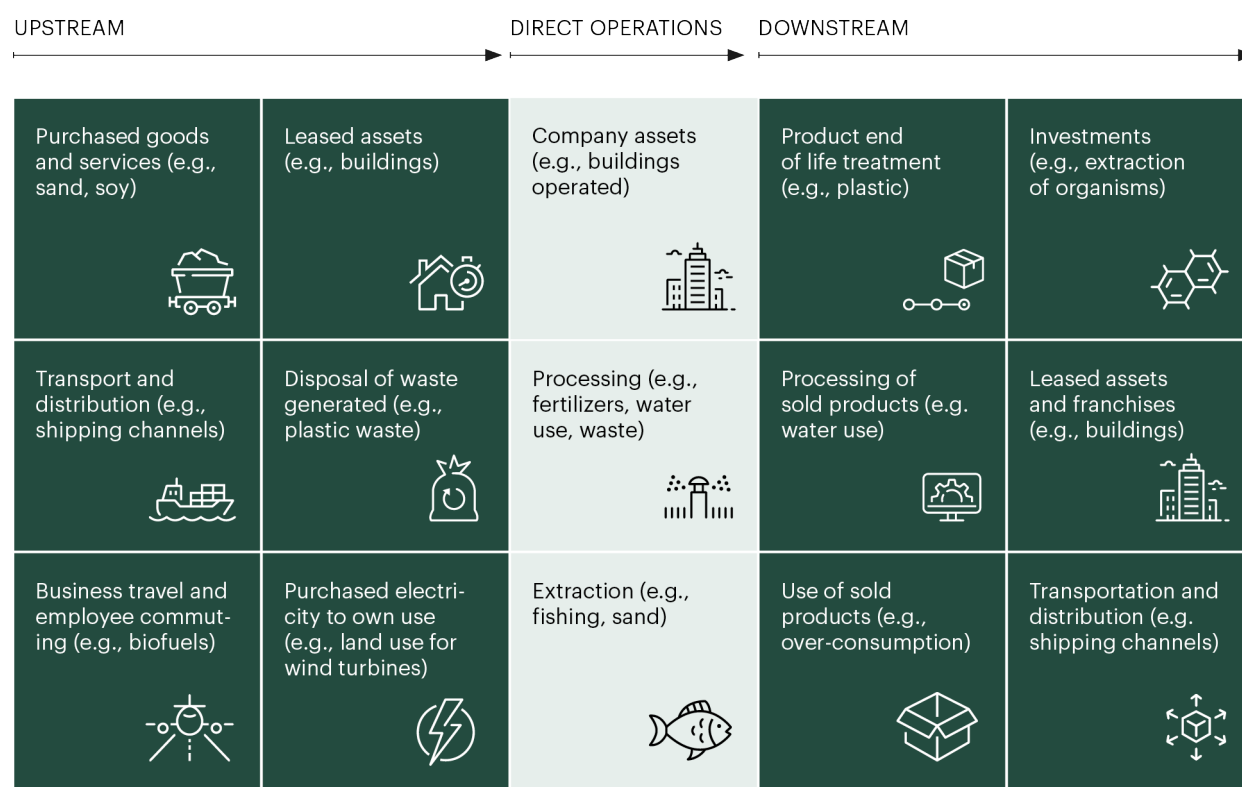 UPSTREAM
DIRECT OPERATIONS
DOWNSTREAM
Purchased goods
and services (e.g.,
sand, soy)
Leased assets
(e.g., buildings)
Company assets
(e.g., buildings
operated)
Product end
of life treatment
(e.g., plastic)
Investments
(e.g., extraction
of organisms)
Transport and
distribution (e.g.,
shipping channels)
Disposal of waste
generated (e.g.,
plastic waste)
Processing (e.g.,
fertilizers, water
use, waste)
Processing of
sold products (e.g.
water use)
Leased assets
and franchises
(e.g., buildings)
Business travel and
employee commut-
ing (e.g., biofuels)
Purchased electri-
city to own use
(e.g., land use for
wind turbines)
Extraction (e.g.,
fishing, sand)
Use of sold
products (e.g.,
over-consumption)
Transportation and
distribution (e.g.
shipping channels)